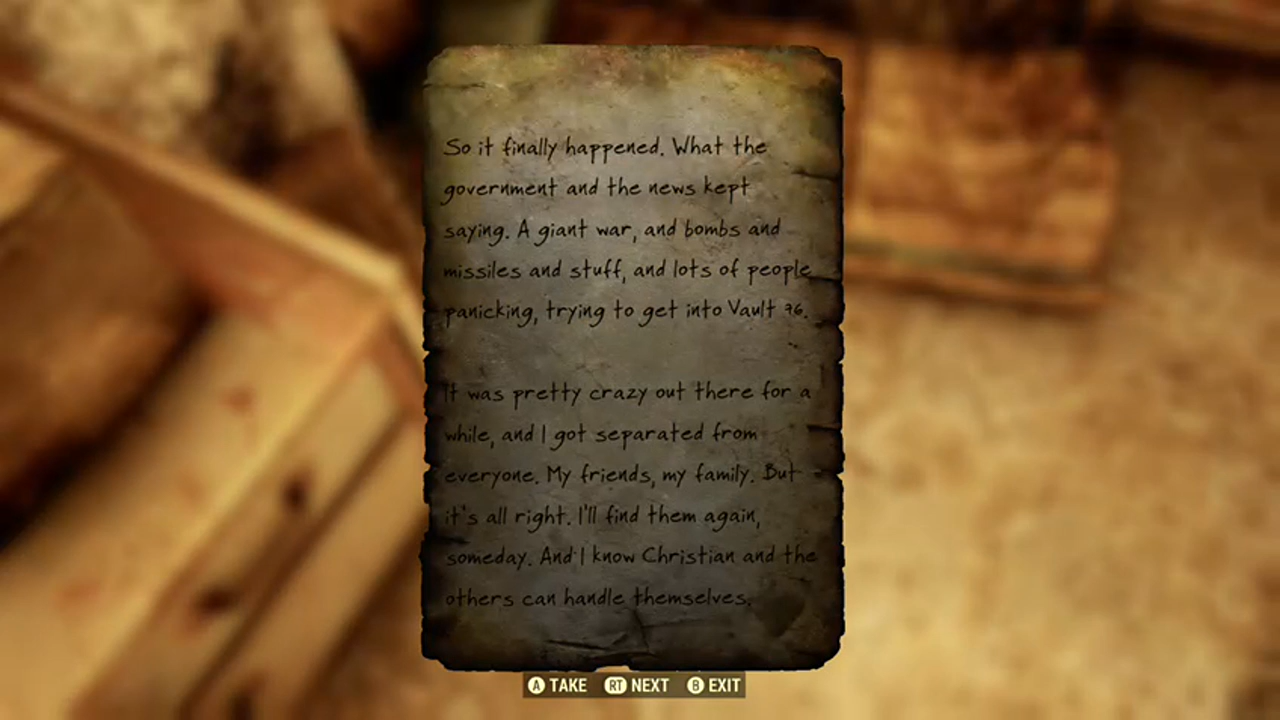 So it finally happened. What the
government and the news kept
saying. A giant war, and bombs and
missiles and stuff, and lots of people
panicking, trying to get into Vault 76.
It was pretty crazy out there for a
while, and I got separated from
everyone. My friends, my family. But
it's all right. I'll find them again,
someday. And I know Christian and the
others can handle themselves.
A TAKE RT NEXT B EXIT